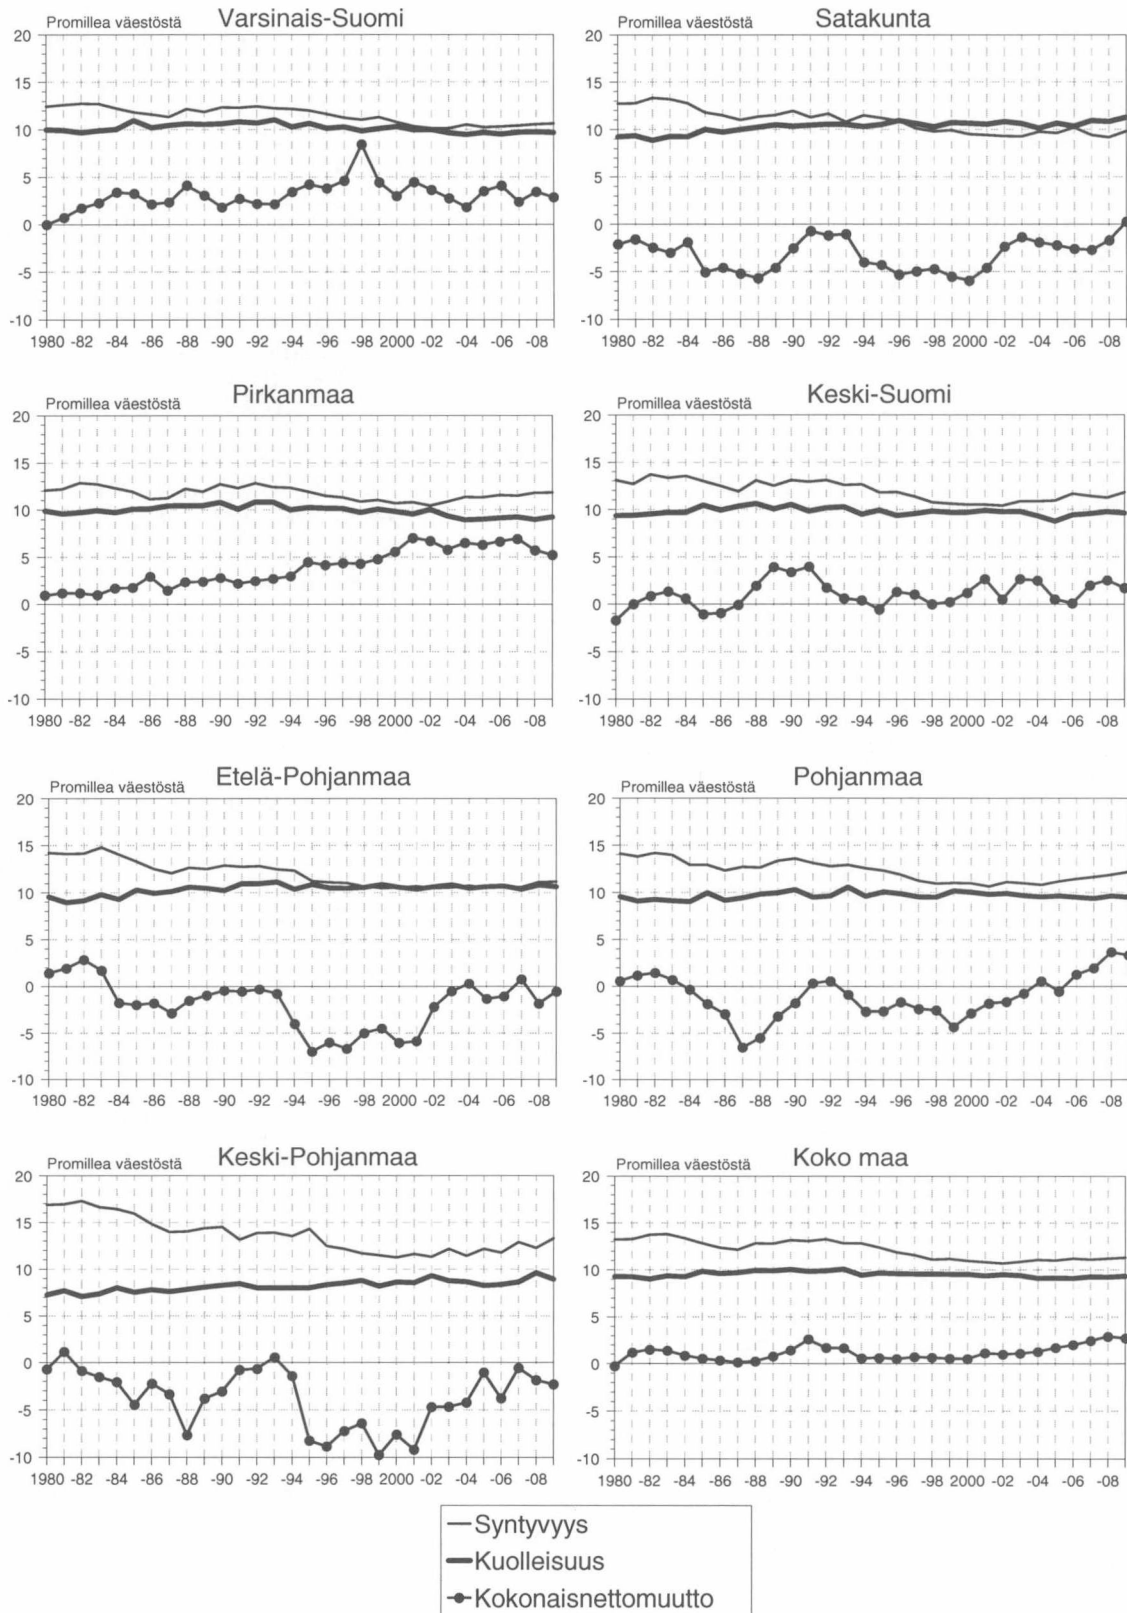 Promillea väestöstä Varsinais-Suomi
20
15
10
5
0
-5
-10
1980 -82 -84 -86 -88 -90 -92 -94 -96 -98 2000 -02 -04 -06 -08
Promillea väestöstä Satakunta
20
15
10
5
0
-5
-10
1980 -82 -84 -86 -88 -90 -92 -94 -96 -98 2000 -02 -04 -06 -08
Promillea väestöstä Pirkanmaa
20
15
10
5
0
-5
-10
1980 -82 -84 -86 -88 -90 -92 -94 -96 -98 2000 -02 -04 -06 -08
Promillea väestöstä Keski-Suomi
20
15
10
5
0
-5
-10
1980 -82 -84 -86 -88 -90 -92 -94 -96 -98 2000 -02 -04 -06 -08
Promillea väestöstä Etelä-Pohjanmaa
20
15
10
5
0
-5
-10
1980 -82 -84 -86 -88 -90 -92 -94 -96 -98 2000 -02 -04 -06 -08
Promillea väestöstä Pohjanmaa
20
15
10
5
0
-5
-10
1980 -82 -84 -86 -88 -90 -92 -94 -96 -98 2000 -02 -04 -06 -08
Promillea väestöstä Keski-Pohjanmaa
20
15
10
5
0
-5
-10
1980 -82 -84 -86 -88 -90 -92 -94 -96 -98 2000 -02 -04 -06 -08
Promillea väestöstä Koko maa
20
15
10
5
0
-5
-10
1980 -82 -84 -86 -88 -90 -92 -94 -96 -98 2000 -02 -04 -06 -08
Syntyvyys
Kuolleisuus
Kokonaisnettomuutto